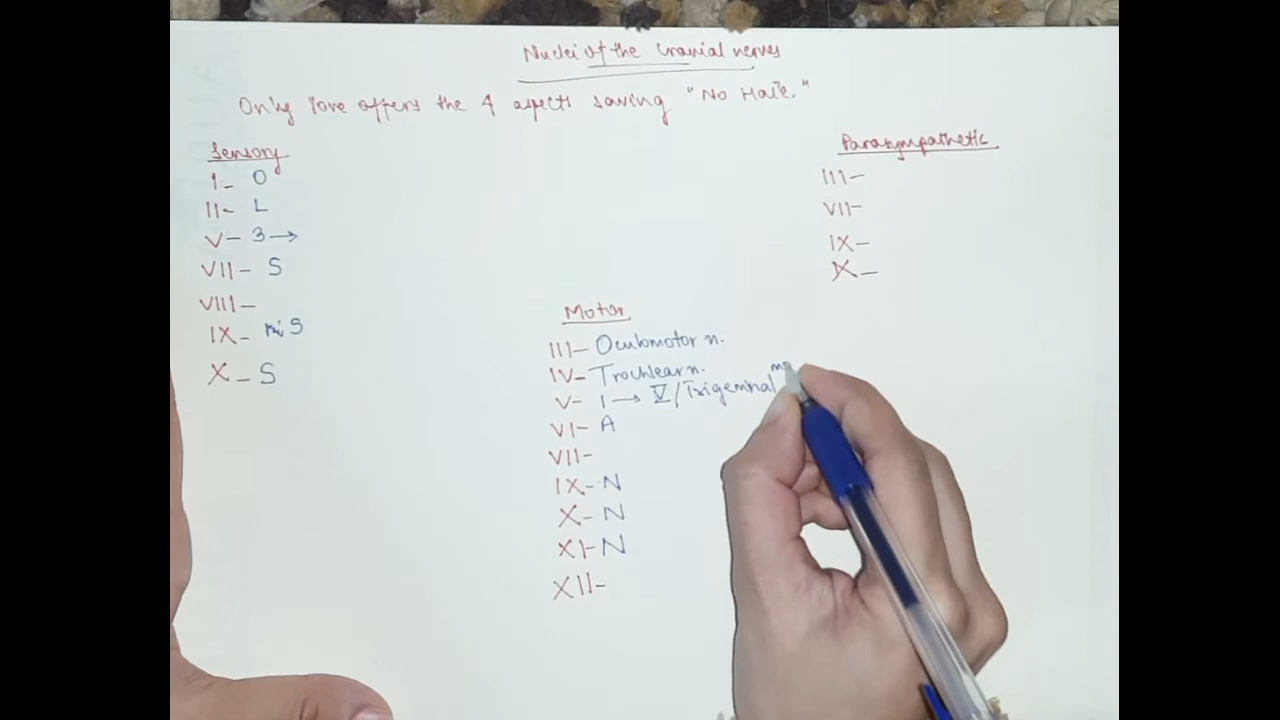 Nuclei of the Cranial nerves
Only love offers the 4 aspects saving "No Hate."
Sensory
I- O
II- L
V- 3→
VII- S
VIII-
IX- S
X- S
Motor
III- Oculomotor n.
IV- Trochlear n.
V- 1→ V/Trigeminal
VI- A
VII-
IX- N
X- N
XI- N
XII-
Parasympathetic
III-
VII-
IX-
X-